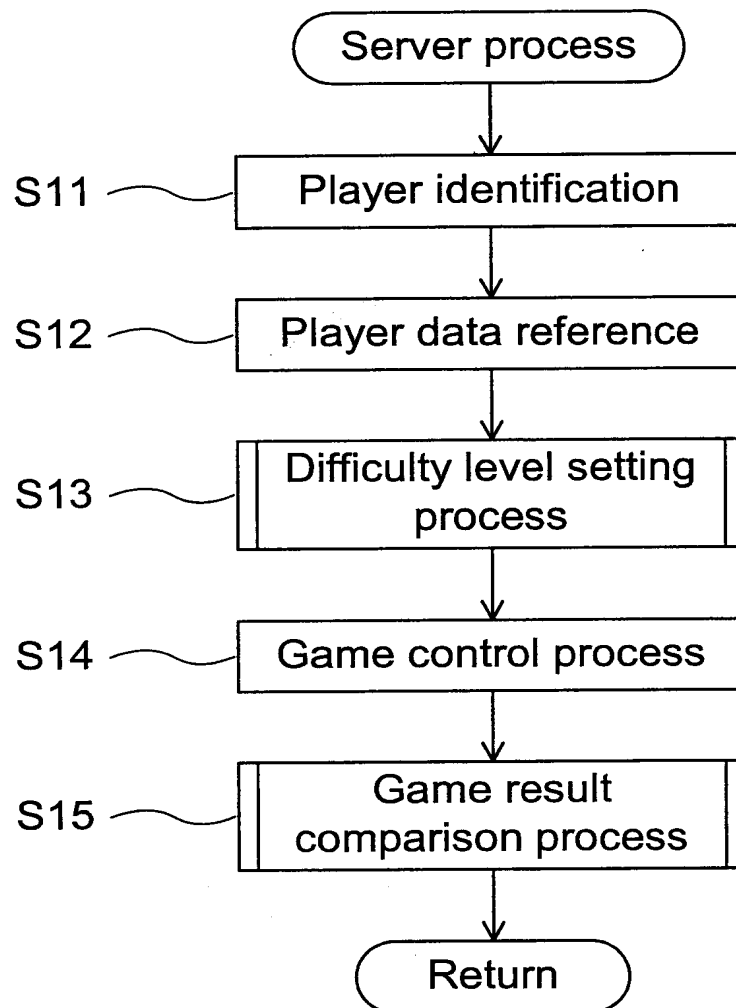 Server process
S11
Player identification
S12
Player data reference
S13
Difficulty level setting
process
S14
Game control process
S15
Game result
comparison process
Return